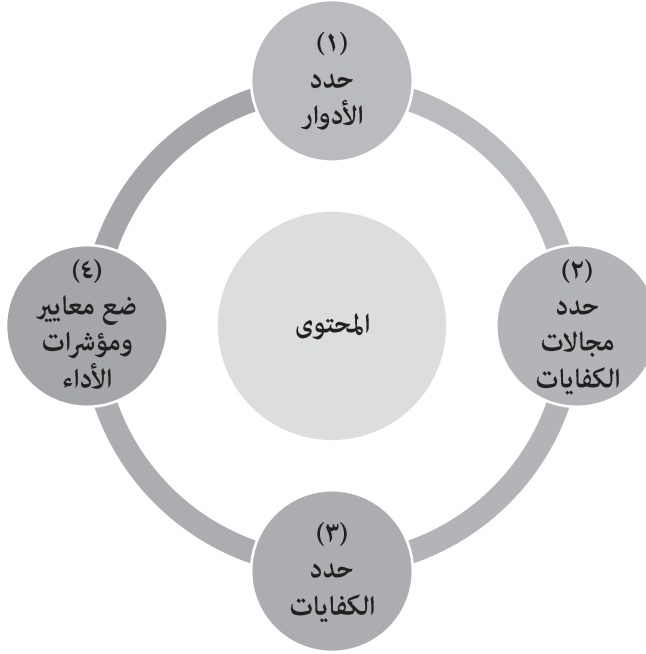 (١)
حدد
الأدوار
(٢)
حدد
مجالات
الكفايات
(٣)
حدد
الكفايات
(٤)
ضع معايير
ومؤشرات
الأداء
المحتوى